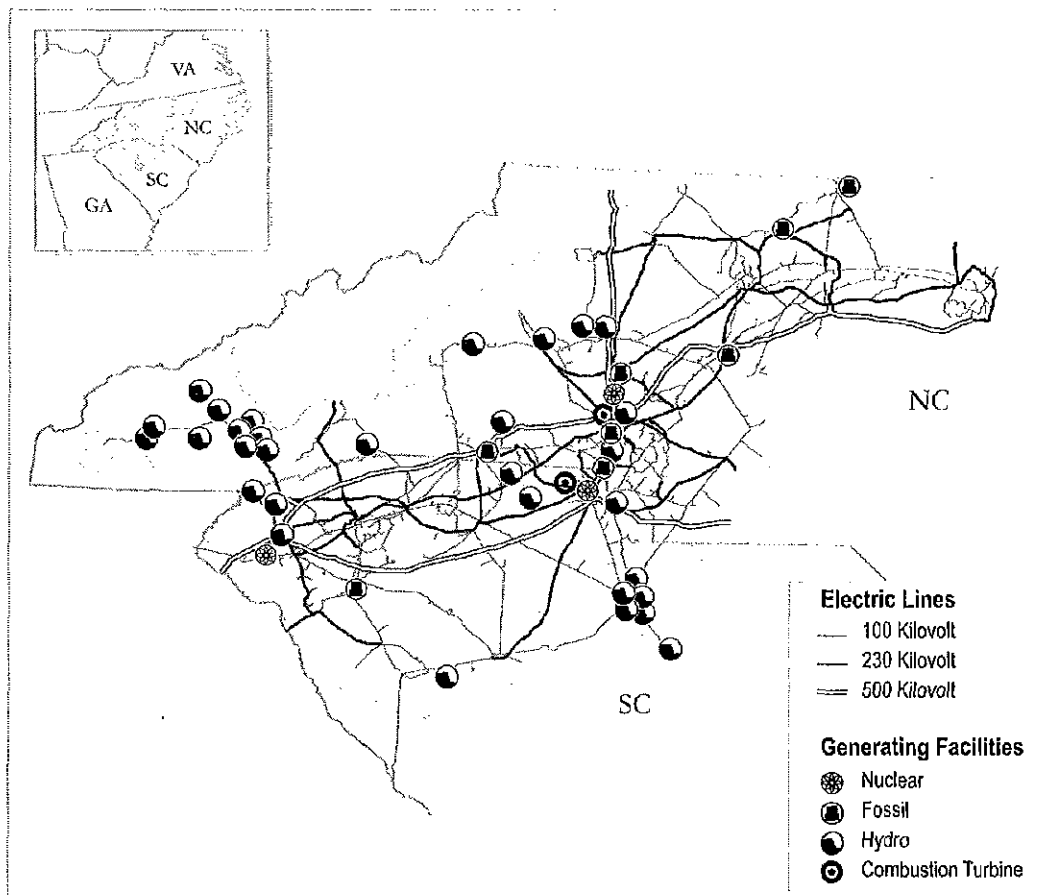 VA
NC
SC
GA
NC
SC
Electric Lines
100 Kilovolt
230 Kilovolt
500 Kilovolt
Generating Facilities
Nuclear
Fossil
Hydro
Combustion Turbine